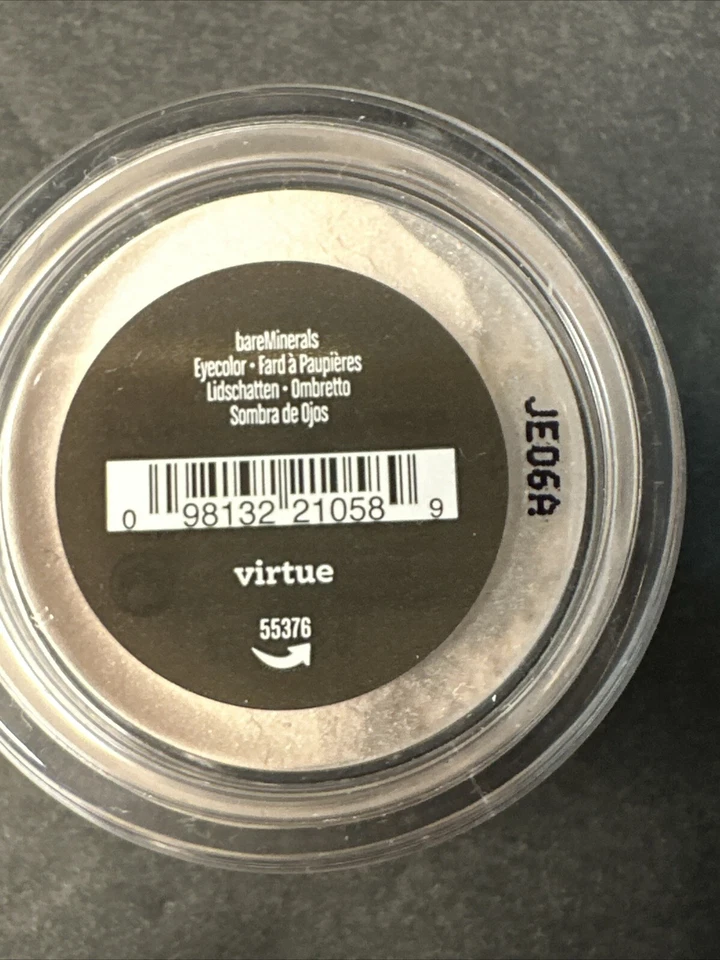 bareMinerals
Eyecolor • Fard à Paupières
Lidschatten • Ombretto
Sombra de Ojos
0 98132 21058 9
virtue
55376
JE06A